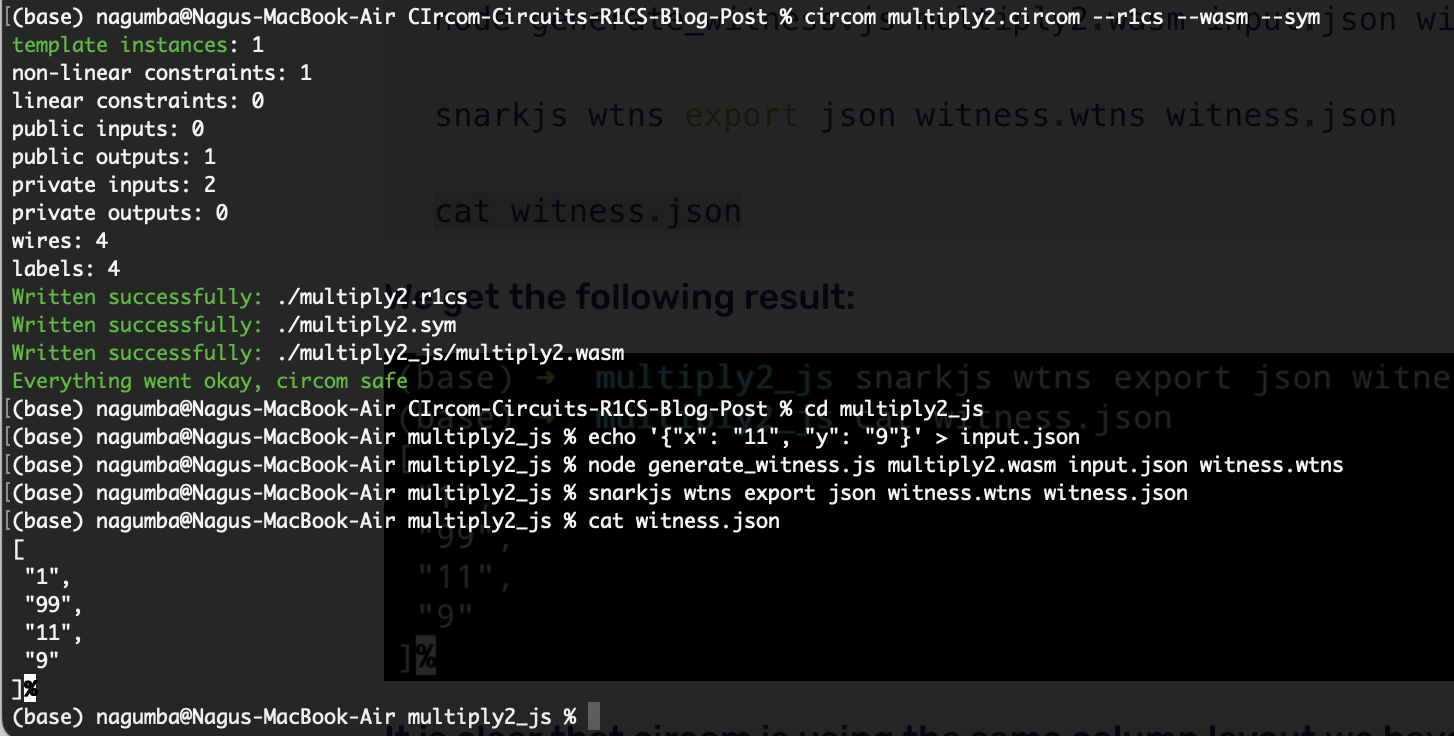 (base) nagumba@Nagus-MacBook-Air CIrcom-Circuits-R1CS-Blog-Post % circom multiply2.circom --r1cs --wasm --sym
template instances: 1
non-linear constraints: 1
linear constraints: 0
public inputs: 0
public outputs: 1
private inputs: 2
private outputs: 0
wires: 4
labels: 4
Written successfully: ./multiply2.r1cs
Written successfully: ./multiply2.sym
Written successfully: ./multiply2_js/multiply2.wasm
Everything went okay, circom safe
(base) nagumba@Nagus-MacBook-Air CIrcom-Circuits-R1CS-Blog-Post % cd multiply2_js
(base) nagumba@Nagus-MacBook-Air multiply2_js % echo '{"x": "11", "y": "9"}' > input.json
(base) nagumba@Nagus-MacBook-Air multiply2_js % node generate_witness.js multiply2.wasm input.json witness.wtns
(base) nagumba@Nagus-MacBook-Air multiply2_js % snarkjs wtns export json witness.wtns witness.json
(base) nagumba@Nagus-MacBook-Air multiply2_js % cat witness.json
[
"1",
"99",
"11",
"9"
]%
(base) nagumba@Nagus-MacBook-Air multiply2_js %
node generate_witness.js multiply2.wasm input.json wi
snarkjs wtns export json witness.wtns witness.json
cat witness.json
We get the following result:
(base) → multiply2_js snarkjs wtns export json witne
(base) → multiply2_js cat witness.json
[
"1",
"99",
"11",
"9"
]%
It is clear that circom is using the same column layout we hav